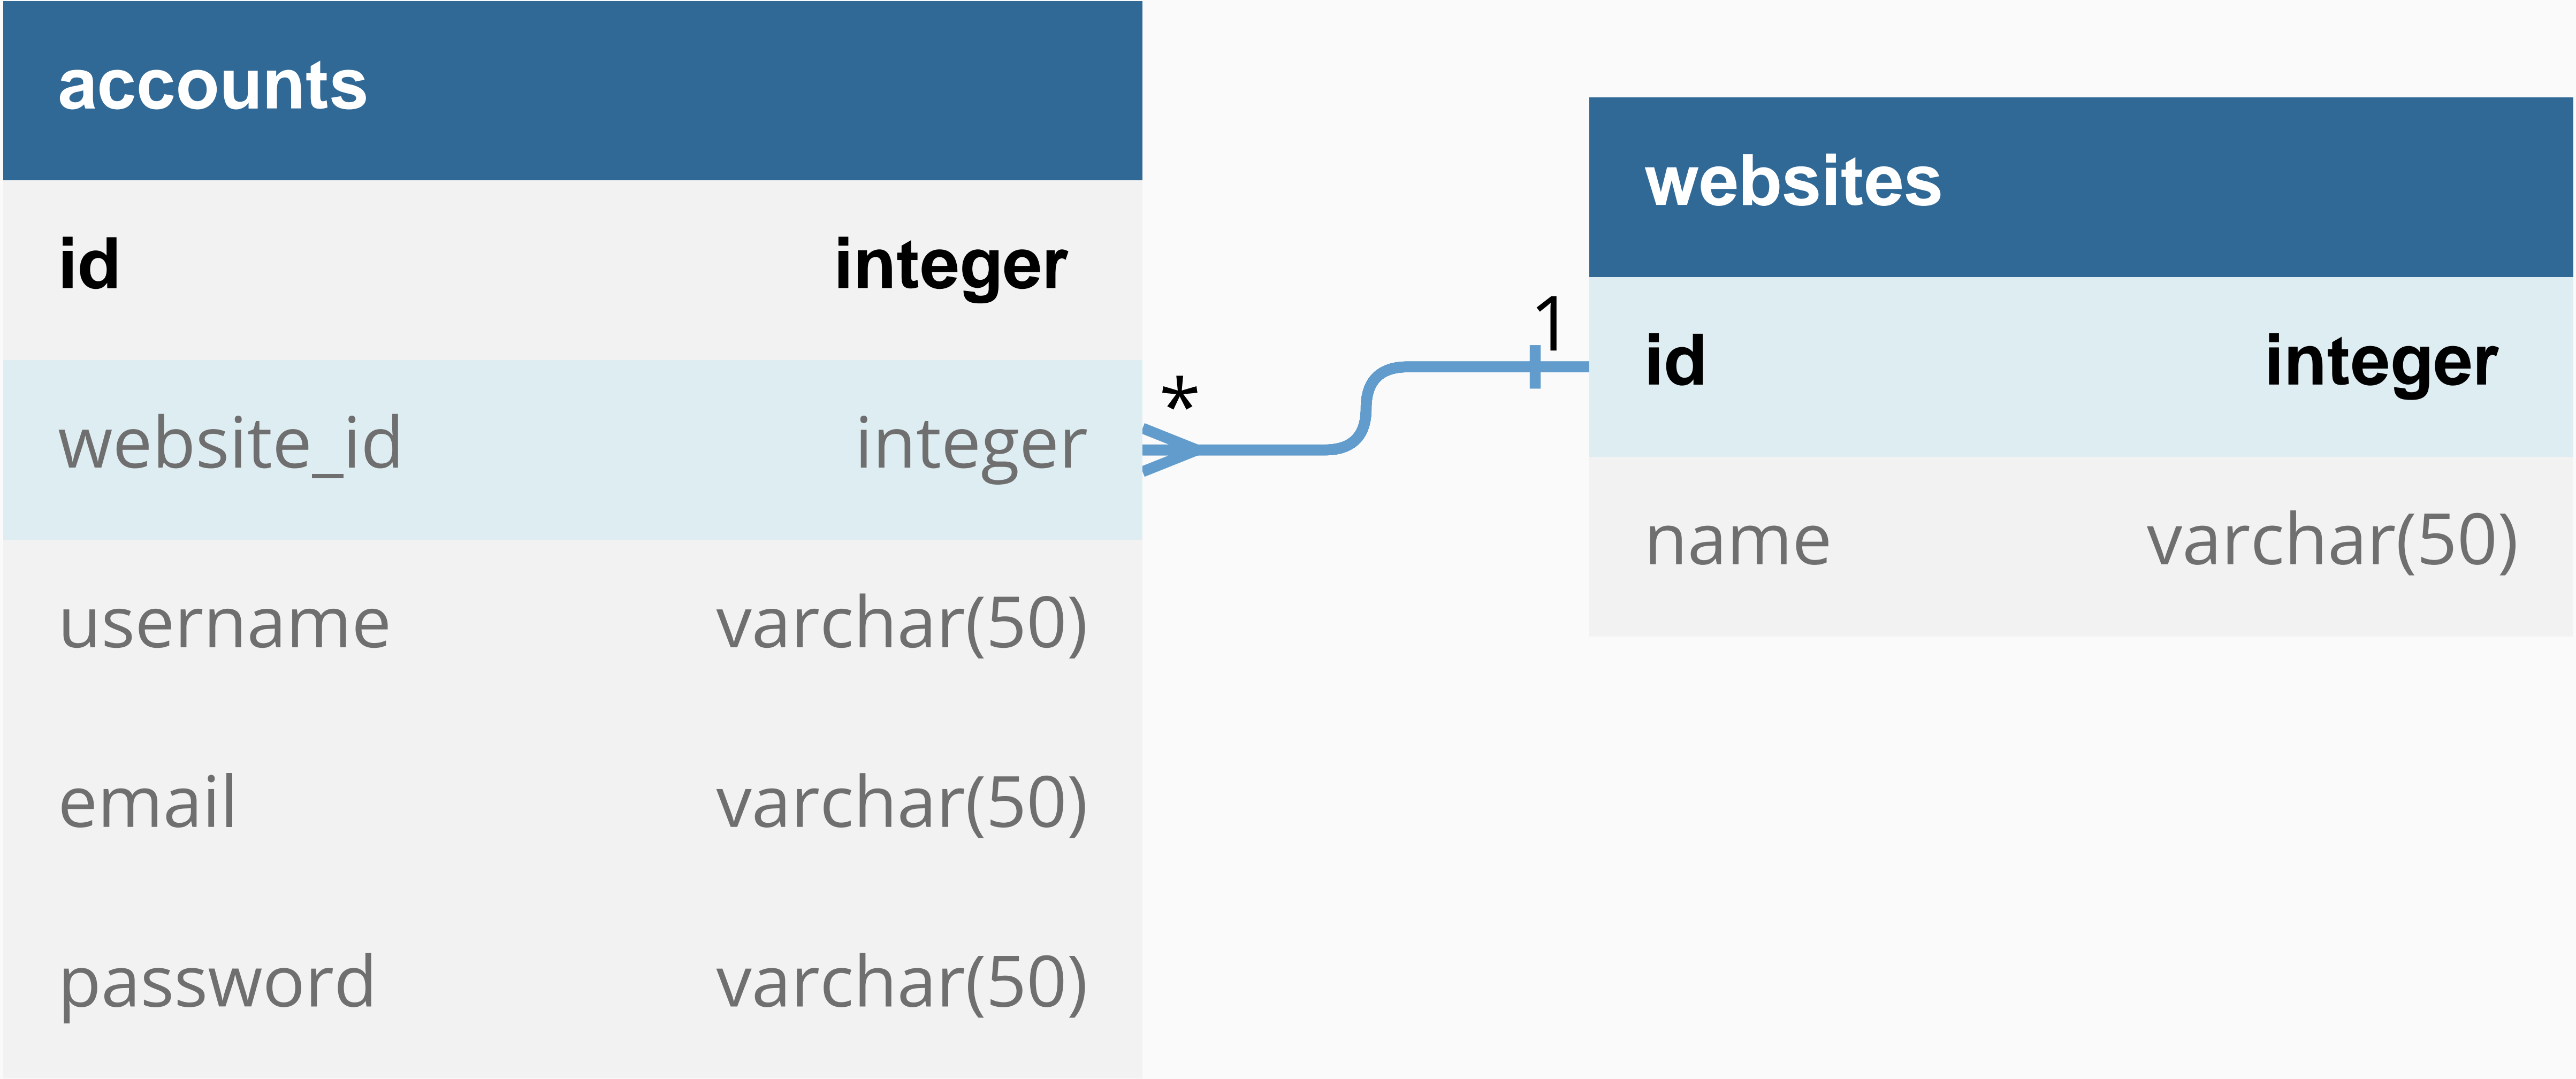 accounts
id integer
website_id integer
username varchar(50)
email varchar(50)
password varchar(50)
*
1
websites
id integer
name varchar(50)